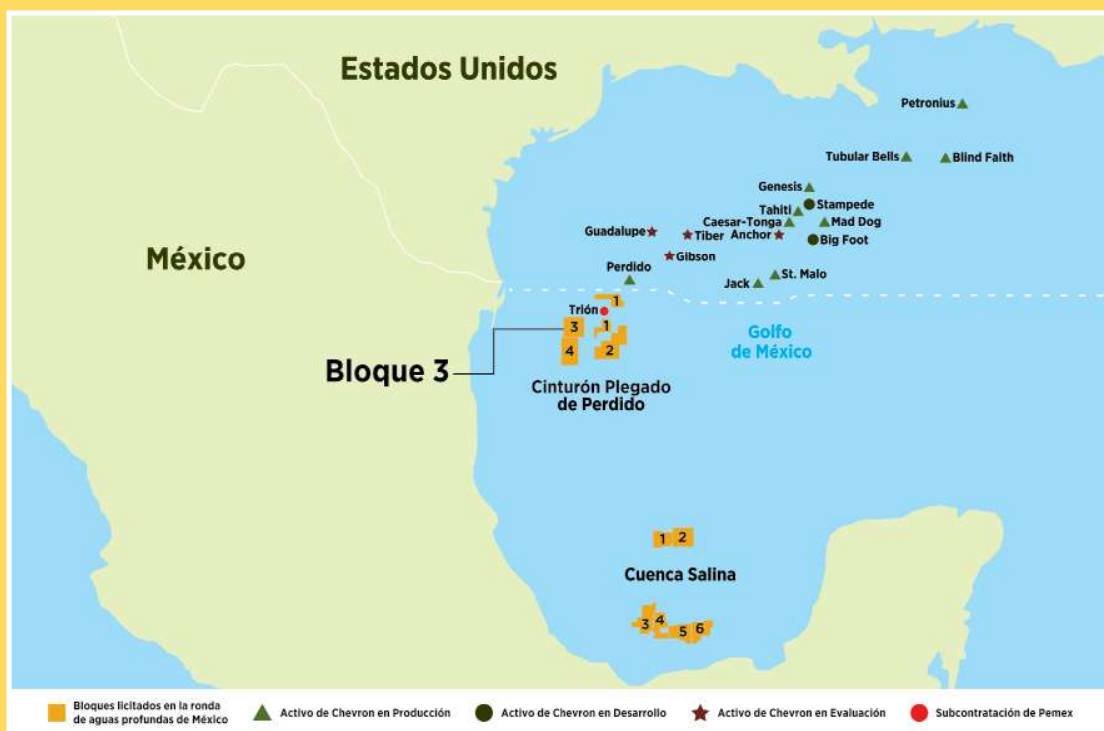 Estados Unidos
Petronius
Tubular Bells
Blind Faith
Genesis
Stampede
Tahiti
Caesar-Tonga
Mad Dog
Guadalupe
Tiber
Anchor
Big Foot
México
Gibson
Perdido
St. Malo
Jack
1
Trión
3
1
Golfo
de México
4
2
Bloque 3
Cinturón Plegado
de Perdido
1
2
Cuenca Salina
3
4
5
6
Bloques licitados en la ronda
de aguas profundas de México
Activo de Chevron en Producción
Activo de Chevron en Desarrollo
Activo de Chevron en Evaluación
Subcontratación de Pemex